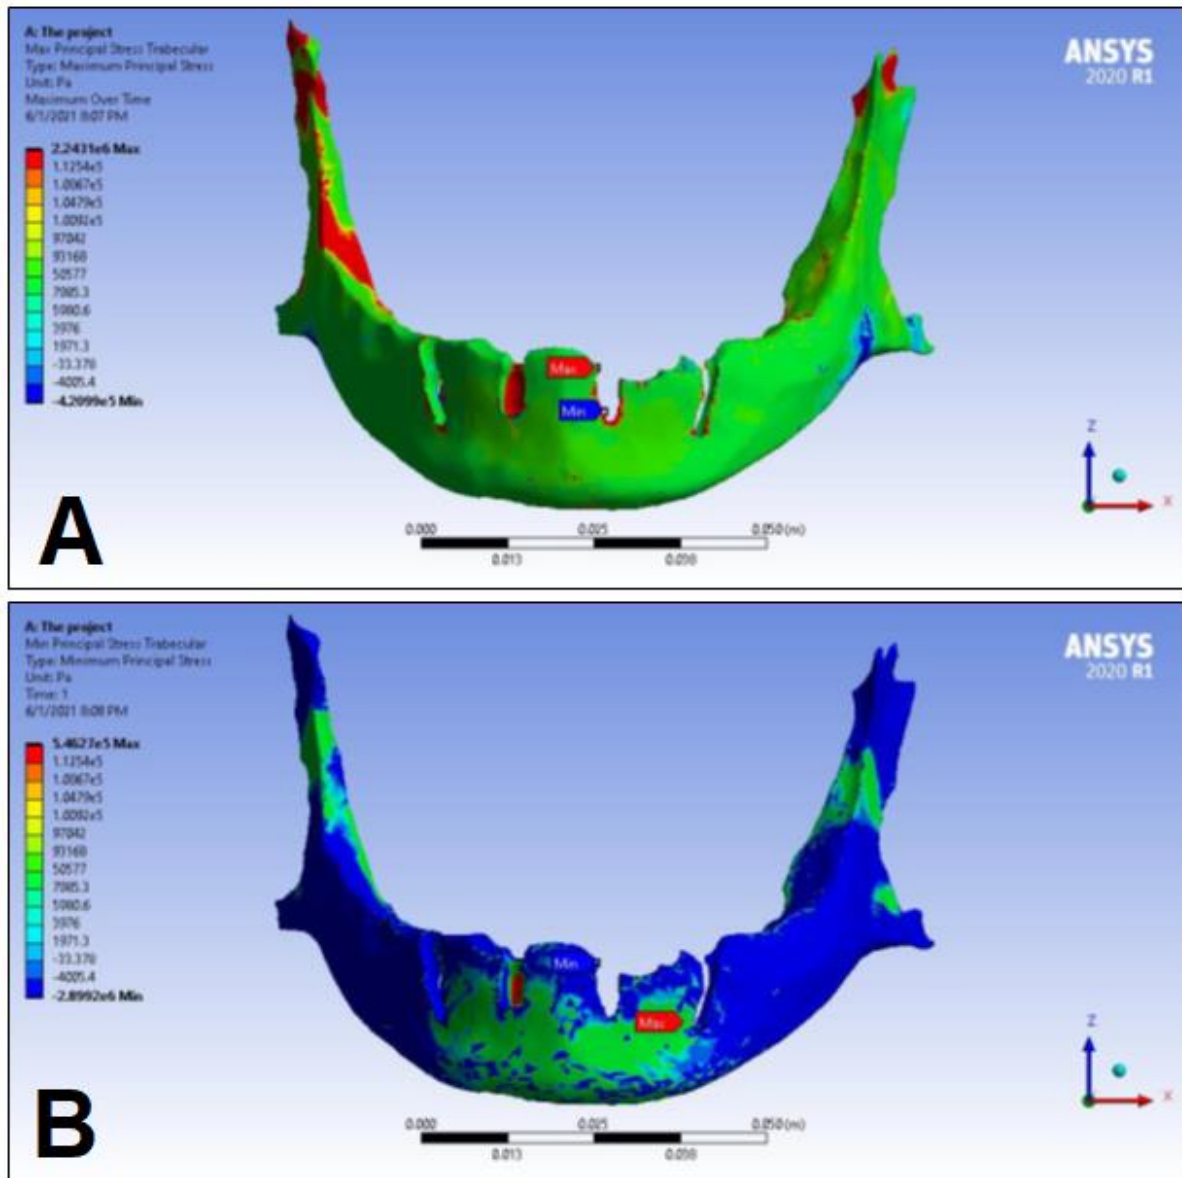 A: The project
Max Principal Stress Trabecular
Type: Maximum Principal Stress
Unit: Pa
Maximum Over Time
6/1/2021 8:07 PM
ANSYS
2020 R1
2.2431e6 Max
1.1254e5
1.0867e5
1.0479e5
1.0092e5
97042
93168
50577
7985.3
5980.6
3976
1971.3
-33.378
-4005.4
-4.2099e5 Min
Max
Min
Z
X
0.000
0.025
0.050 (m)
0.013
0.038
A
A: The project
Min Principal Stress Trabecular
Type: Minimum Principal Stress
Unit: Pa
Time: 1
6/1/2021 8:08 PM
ANSYS
2020 R1
5.4627e5 Max
1.1254e5
1.0867e5
1.0479e5
1.0092e5
97042
93168
50577
7985.3
5980.6
3976
1971.3
-33.378
-4005.4
-2.8992e6 Min
Min
Max
Z
X
0.000
0.025
0.050 (m)
0.013
0.038
B